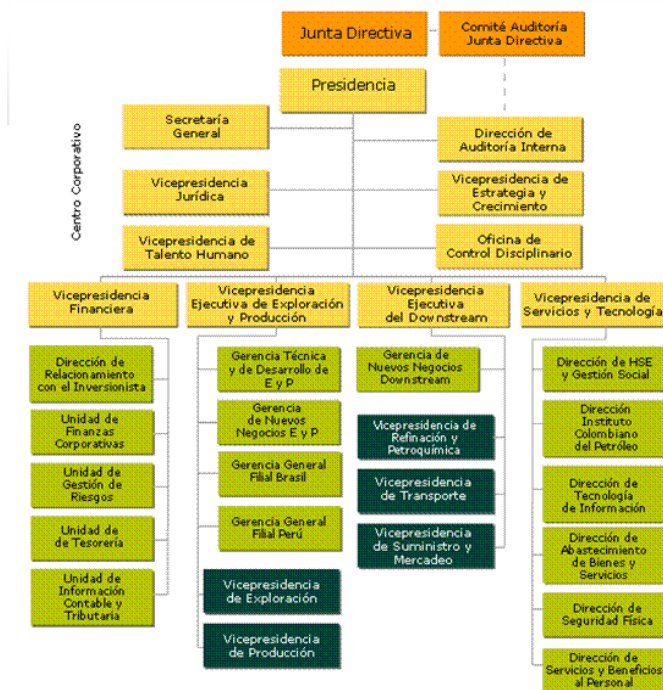 Junta Directiva
Comité Auditoría
Junta Directiva
Presidencia
Centro Corporativo
Secretaría
General
Dirección de
Auditoría Interna
Vicepresidencia
Jurídica
Vicepresidencia de
Estrategia y
Crecimiento
Vicepresidencia de
Talento Humano
Oficina de
Control Disciplinario
Vicepresidencia
Financiera
Vicepresidencia
Ejecutiva de Exploración
y Producción
Vicepresidencia
Ejecutiva
del Downstream
Vicepresidencia de
Servicios y Tecnología
Dirección de
Relacionamiento
con el Inversionista
Unidad de
Finanzas
Corporativas
Unidad de
Gestión de
Riesgos
Unidad de
de Tesorería
Unidad de
Información
Contable y
Tributaria
Gerencia Técnica
y de Desarrollo de
E y P
Gerencia
de Nuevos
Negocios E y P
Gerencia General
Filial Brasil
Gerencia General
Filial Perú
Vicepresidencia
de Exploración
Vicepresidencia
de Producción
Gerencia de
Nuevos Negocios
Downstream
Vicepresidencia de
Refinación y
Petroquímica
Vicepresidencia
de Transporte
Vicepresidencia
de Suministro y
Mercadeo
Dirección de HSE
y Gestión Social
Dirección
Instituto
Colombiano
del Petróleo
Dirección de
Tecnología
de Información
Dirección de
Abastecimiento
de Bienes y
Servicios
Dirección de
Seguridad Física
Dirección de
Servicios y Beneficios
al Personal